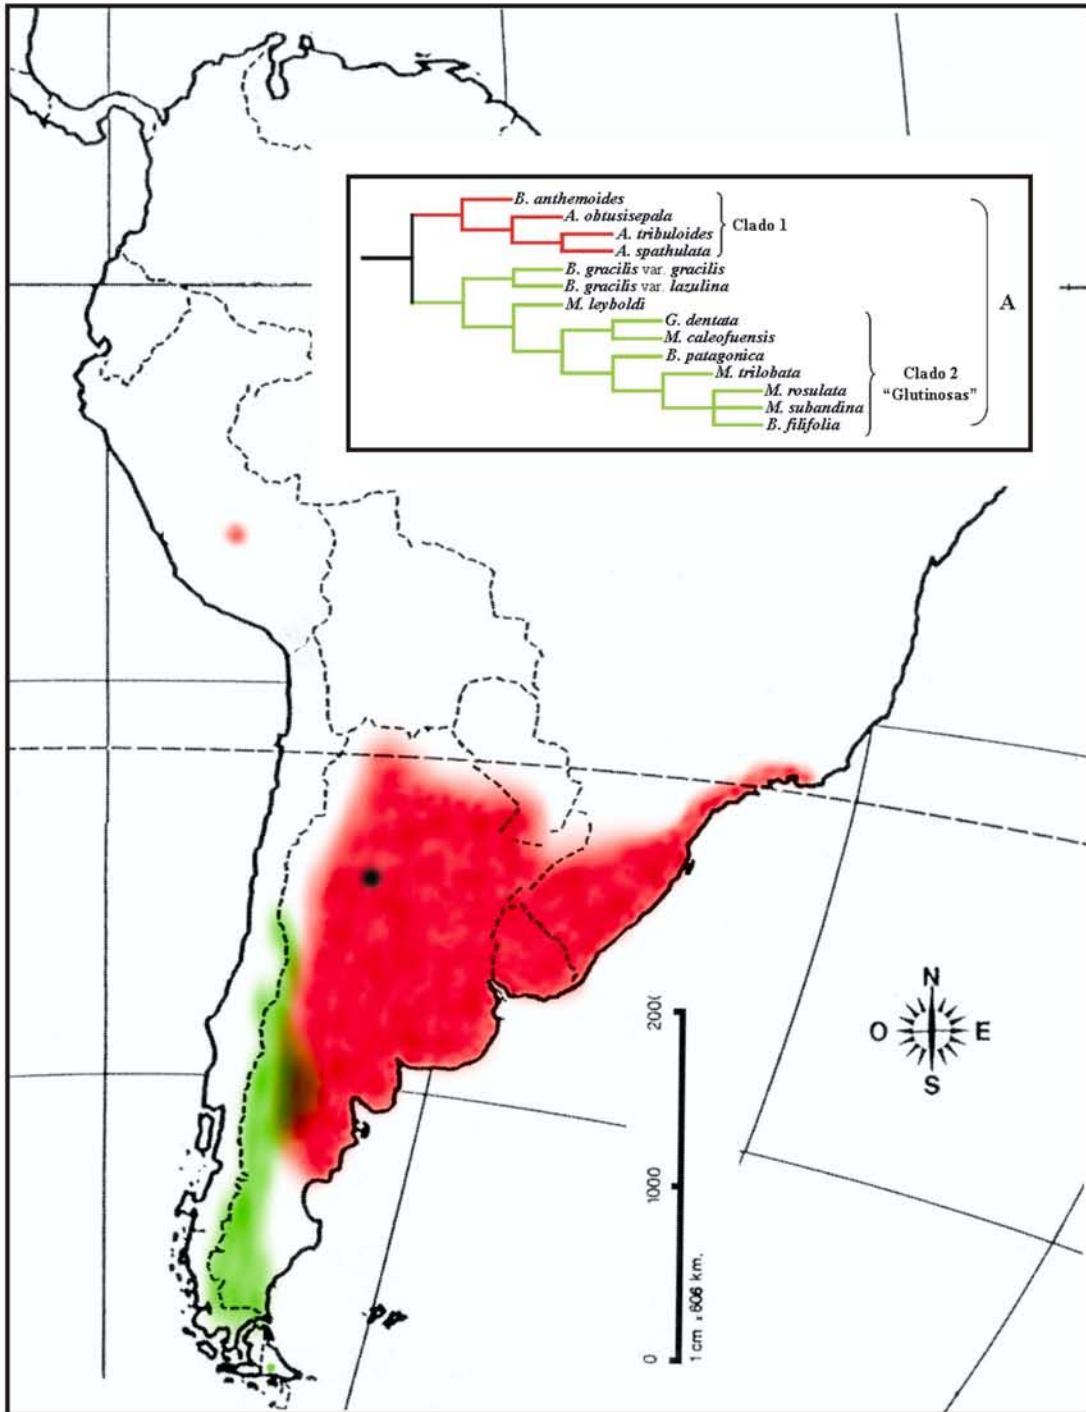 B. anthemoides
A. obtusisepala
A. tribuloides
A. spathulata
Clado 1
B. gracilis var. gracilis
B. gracilis var. lazulina
M. leyboldi
G. dentata
M. caleofuensis
B. patagonica
M. trilobata
M. rosulata
M. subandina
B. filifolia
Clado 2
“Glutinosas”
A
N
O
E
S
2000
1000
0
1 cm = 606 km.